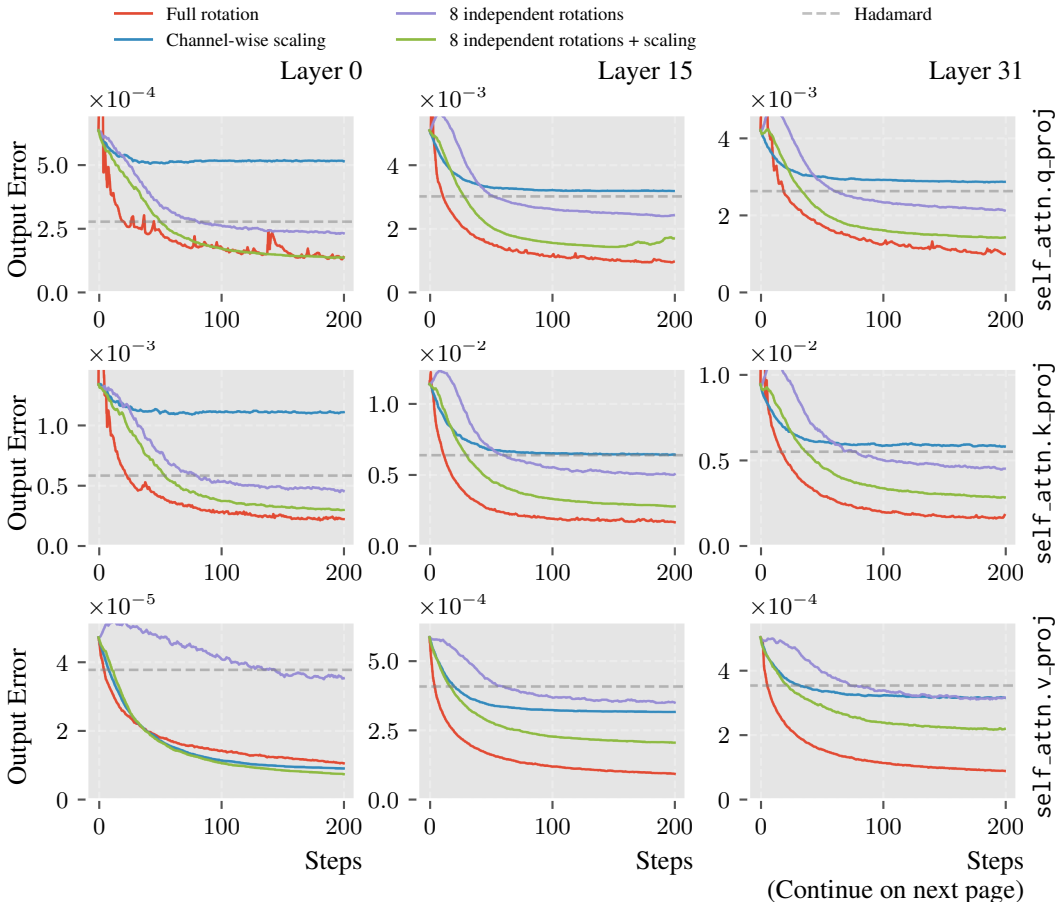 Full rotation
Channel-wise scaling
8 independent rotations
8 independent rotations + scaling
Hadamard
Layer 0
Layer 15
Layer 31
×10⁻⁴
×10⁻³
×10⁻³
Output Error
5.0
2.5
0.0
0 100 200
4
2
0
0 100 200
4
2
0
0 100 200
self_attn.q_proj
×10⁻³
×10⁻²
×10⁻²
Output Error
1.0
0.5
0.0
0 100 200
1.0
0.5
0.0
0 100 200
1.0
0.5
0.0
0 100 200
self_attn.k_proj
×10⁻⁵
×10⁻⁴
×10⁻⁴
Output Error
4
2
0
0 100 200
5.0
2.5
0.0
0 100 200
4
2
0
0 100 200
self_attn.v_proj
Steps
Steps
Steps
(Continue on next page)